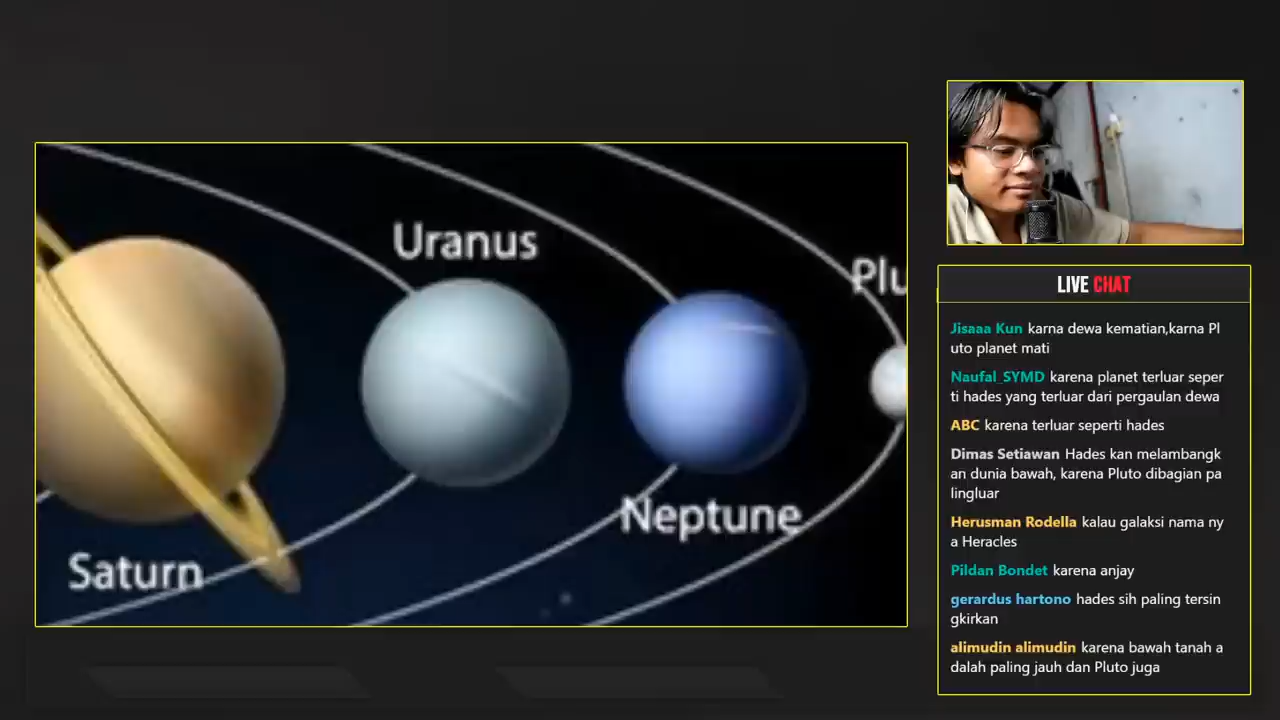 Uranus
Plu
Neptune
Saturn
LIVE CHAT
Jisaaa Kun karna dewa kematian,karna Pl
uto planet mati
Naufal_SYMD karena planet terluar seper
ti hades yang terluar dari pergaulan dewa
ABC karena terluar seperti hades
Dimas Setiawan Hades kan melambangk
an dunia bawah, karena Pluto dibagian pa
lingluar
Herusman Rodella kalau galaksi nama ny
a Heracles
Pildan Bondet karena anjay
gerardus hartono hades sih paling tersin
gkirkan
alimudin alimudin karena bawah tanah a
dalah paling jauh dan Pluto juga